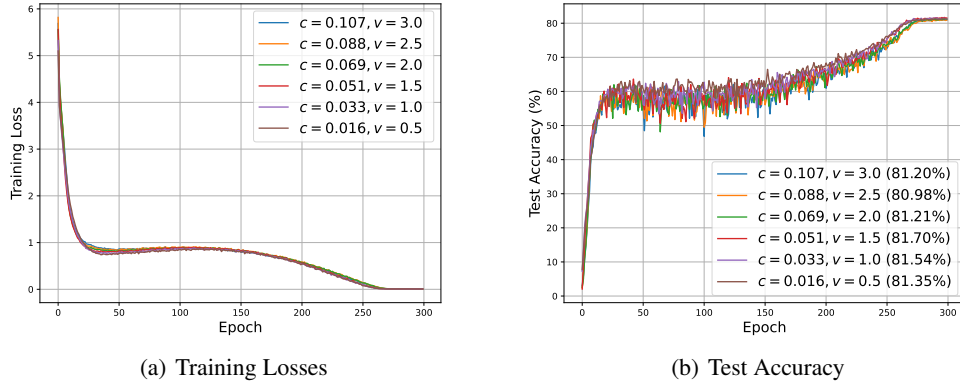 6
5
4
3
2
1
0
Training Loss
0
50
100
150
200
250
300
Epoch
c = 0.107, v = 3.0
c = 0.088, v = 2.5
c = 0.069, v = 2.0
c = 0.051, v = 1.5
c = 0.033, v = 1.0
c = 0.016, v = 0.5
(a) Training Losses
80
70
60
50
40
30
20
10
0
Test Accuracy (%)
0
50
100
150
200
250
300
Epoch
c = 0.107, v = 3.0 (81.20%)
c = 0.088, v = 2.5 (80.98%)
c = 0.069, v = 2.0 (81.21%)
c = 0.051, v = 1.5 (81.70%)
c = 0.033, v = 1.0 (81.54%)
c = 0.016, v = 0.5 (81.35%)
(b) Test Accuracy